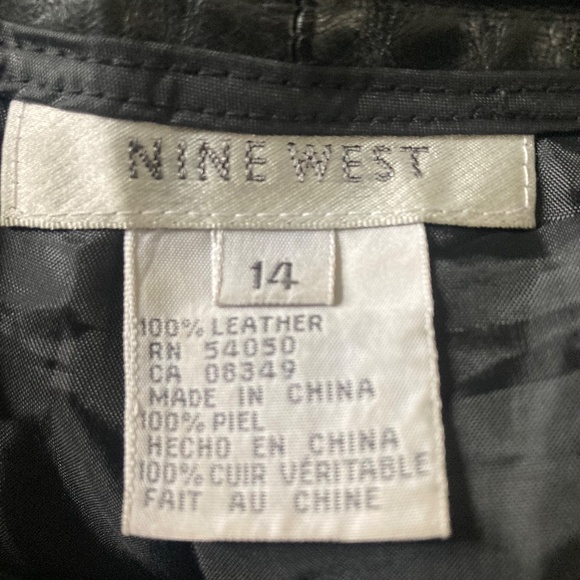 NINE WEST
14
100% LEATHER
RN 54050
CA 08349
MADE IN CHINA
100% PIEL
HECHO EN CHINA
100% CUIR VÉRITABLE
FAIT AU CHINE